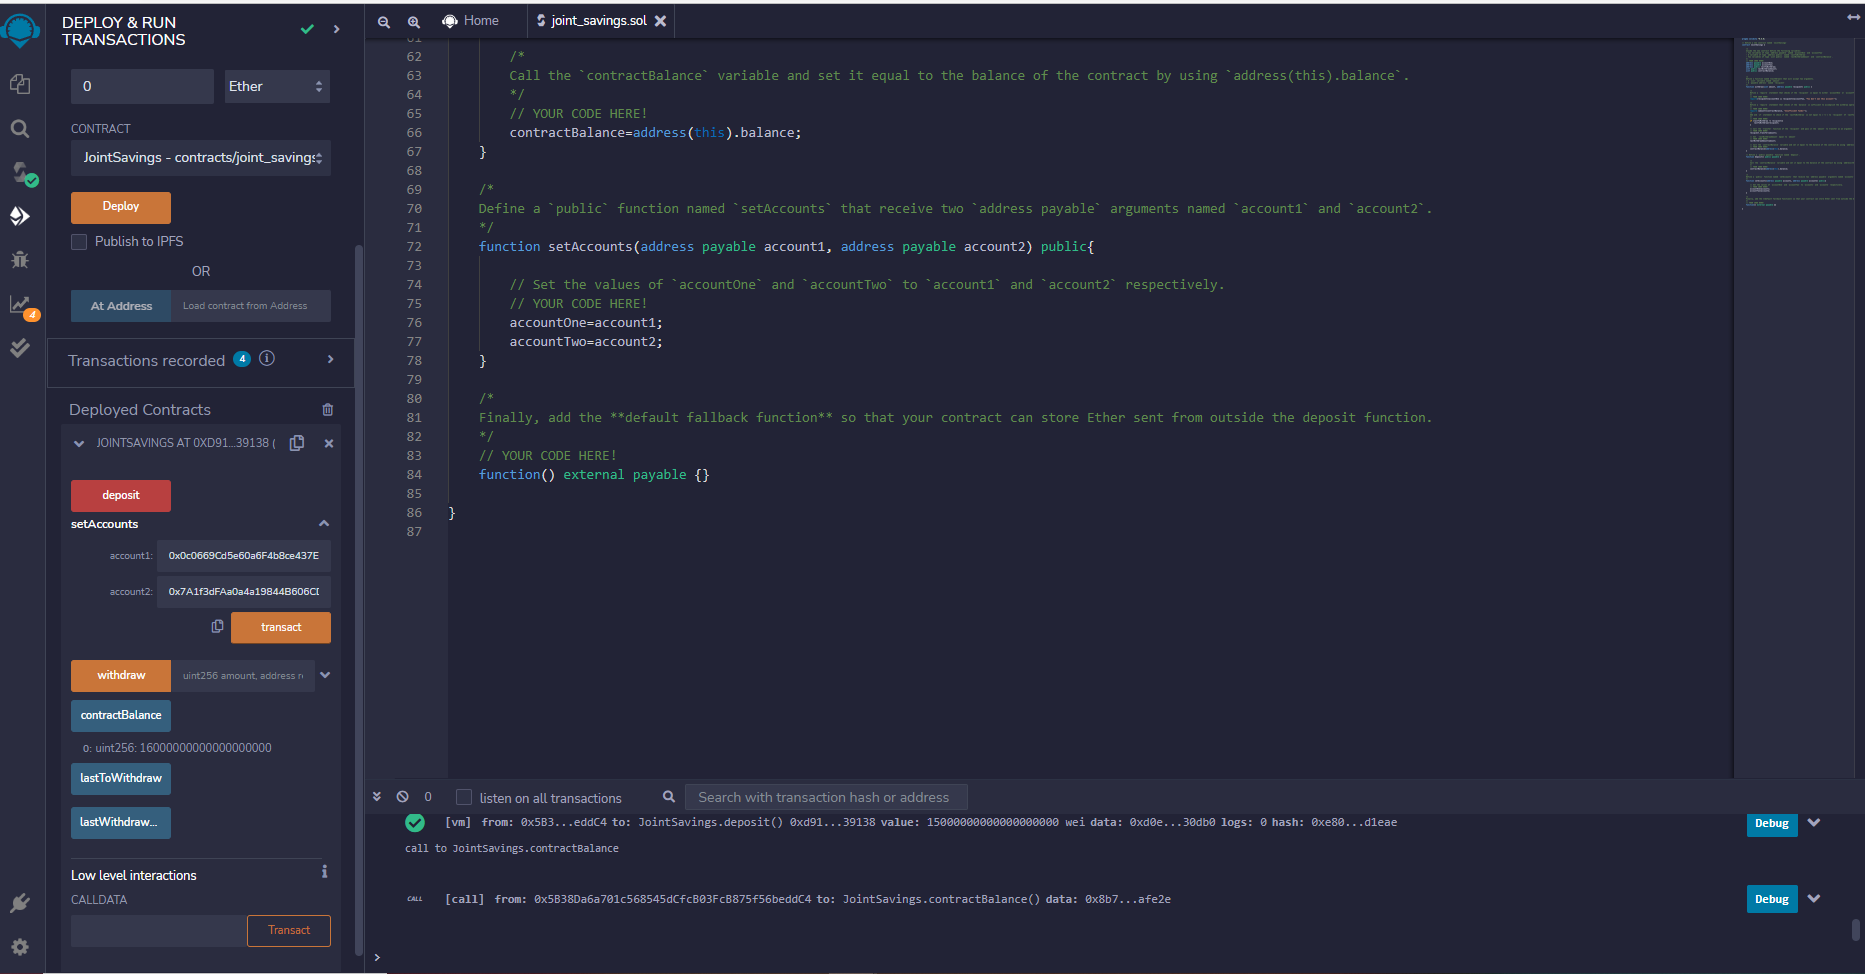 DEPLOY & RUN
TRANSACTIONS
0
Ether
CONTRACT
JointSavings - contracts/joint_savings
Deploy
Publish to IPFS
OR
At Address
Load contract from Address
Transactions recorded 4
Deployed Contracts
JOINTSAVINGS AT 0XD91...39138 (
deposit
setAccounts
account1: 0x0c0669Cd5e60a6F4b8ce437E
account2: 0x7A1f3dFAa0a4a19844B606CD
transact
withdraw
uint256 amount, address r
contractBalance
0: uint256: 16000000000000000000
lastToWithdraw
lastWithdraw...
Low level interactions
CALLDATA
Transact
4
Home
joint_savings.sol
61
62 /*
63 Call the `contractBalance` variable and set it equal to the balance of the contract by using `address(this).balance`.
64 */
65 // YOUR CODE HERE!
66 contractBalance=address(this).balance;
67 }
68
69 /*
70 Define a `public` function named `setAccounts` that receive two `address payable` arguments named `account1` and `account2`.
71 */
72 function setAccounts(address payable account1, address payable account2) public{
73
74 // Set the values of `accountOne` and `accountTwo` to `account1` and `account2` respectively.
75 // YOUR CODE HERE!
76 accountOne=account1;
77 accountTwo=account2;
78 }
79
80 /*
81 Finally, add the **default fallback function** so that your contract can store Ether sent from outside the deposit function.
82 */
83 // YOUR CODE HERE!
84 function() external payable {}
85
86 }
87
0
listen on all transactions
Search with transaction hash or address
[vm] from: 0x5B3...eddC4 to: JointSavings.deposit() 0xd91...39138 value: 15000000000000000000 wei data: 0xd0e...30db0 logs: 0 hash: 0xe80...d1eae
Debug
call to JointSavings.contractBalance
CALL [call] from: 0x5B38Da6a701c568545dCfcB03FcB875f56beddC4 to: JointSavings.contractBalance() data: 0x8b7...afe2e
Debug
>